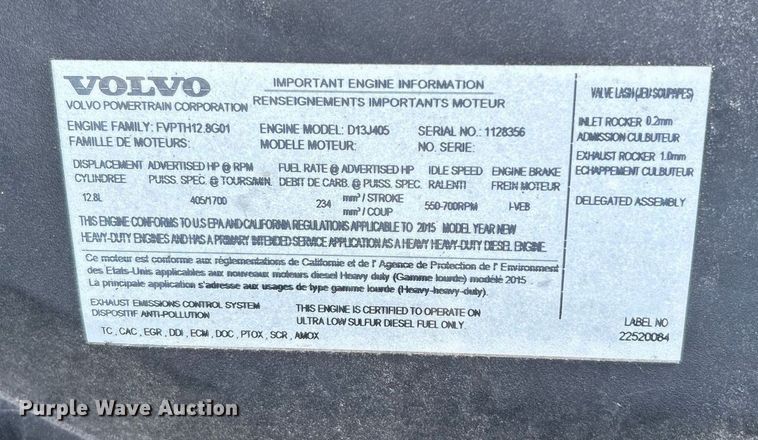 VOLVO
VOLVO POWERTRAIN CORPORATION
IMPORTANT ENGINE INFORMATION
RENSEIGNEMENTS IMPORTANTS MOTEUR
ENGINE FAMILY: FVPTH12.8G01 ENGINE MODEL: D13J405 SERIAL NO.: 1128356
FAMILLE DE MOTEURS: MODELE MOTEUR: NO. SERIE:
DISPLACEMENT ADVERTISED HP @ RPM FUEL RATE @ ADVERTISED HP IDLE SPEED ENGINE BRAKE
CYLINDREE PUISS. SPEC. @ TOURS/MIN. DEBIT DE CARB. @ PUISS. SPEC. RALENTI FREIN MOTEUR
12.8L 405/1700 234 mm³ / STROKE 550-700RPM I-VEB
mm³ / COUP
THIS ENGINE CONFORMS TO U.S EPA AND CALIFORNIA REGULATIONS APPLICABLE TO 2015 MODEL YEAR NEW
HEAVY-DUTY ENGINES AND HAS A PRIMARY INTENDED SERVICE APPLICATION AS A HEAVY HEAVY-DUTY DIESEL ENGINE.
Ce moteur est conforme aux réglementations de Californie et de l' Agence de Protection de l' Environment
des Etats-Unis applicables aux nouveaux moteurs diesel Heavy duty (Gamme lourde) modélé 2015 .
La principale application s'adresse aux usages de type gamme lourde (Heavy-heavy-duty).
EXHAUST EMISSIONS CONTROL SYSTEM
DISPOSITIF ANTI-POLLUTION
TC , CAC , EGR , DDI , ECM , DOC , PTOX , SCR , AMOX
THIS ENGINE IS CERTIFIED TO OPERATE ON
ULTRA LOW SULFUR DIESEL FUEL ONLY.
VALVE LASH (JEU SOUPAPES)
INLET ROCKER 0.2mm
ADMISSION CULBUTEUR
EXHAUST ROCKER 1.0mm
ECHAPPEMENT CULBUTEUR
DELEGATED ASSEMBLY
LABEL NO
22520084
Purple Wave Auction